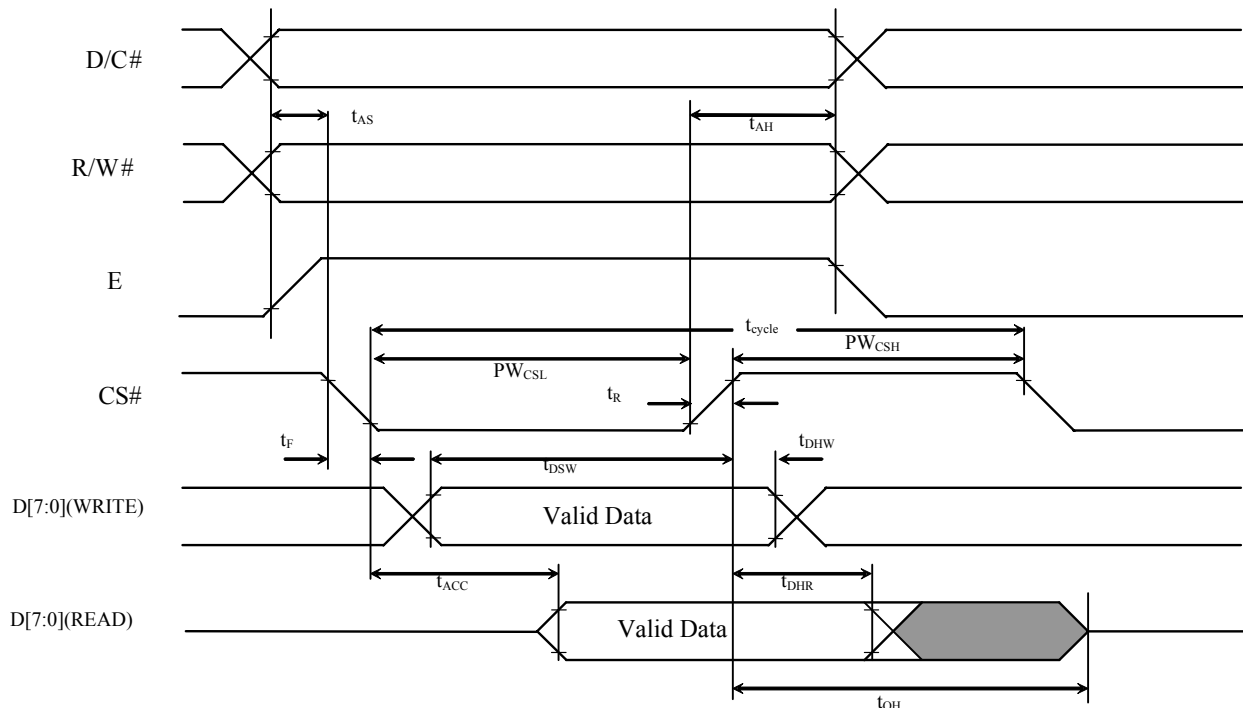 D/C#
tAS
tAH
R/W#
E
tcycle
PWCSH
PWCSL
CS#
tR
tF
tDSW
tDHW
D[7:0](WRITE)
Valid Data
tACC
tDHR
D[7:0](READ)
Valid Data
tOH